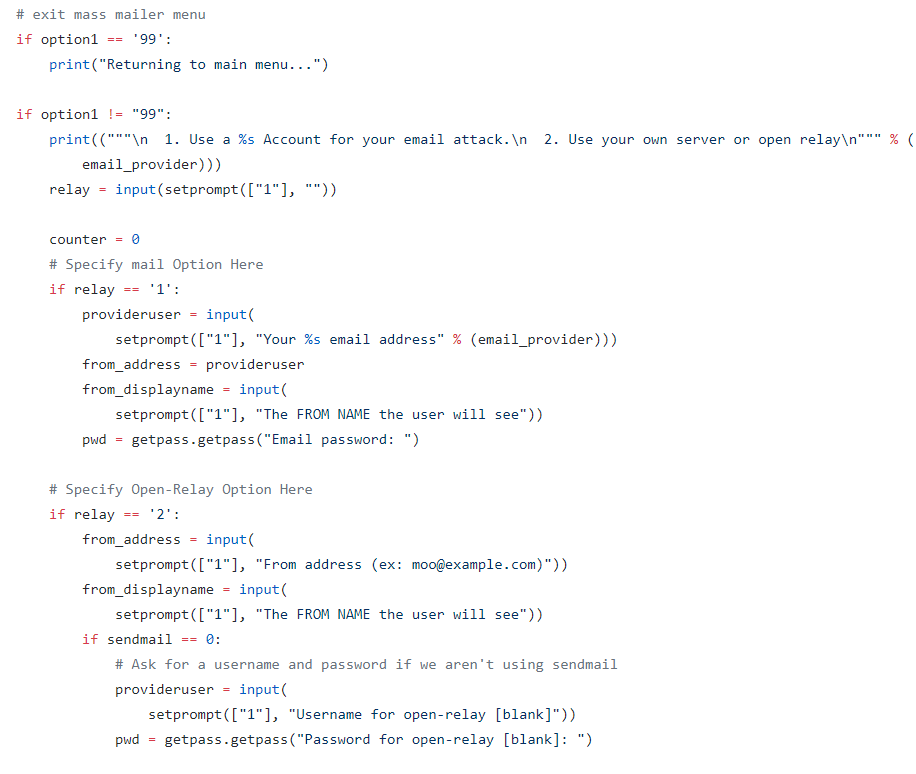 # exit mass mailer menu
if option1 == '99':
    print("Returning to main menu...")

if option1 != "99":
    print(("""\n  1. Use a %s Account for your email attack.\n  2. Use your own server or open relay\n""" % (
        email_provider)))
    relay = input(setprompt(["1"], ""))

    counter = 0
    # Specify mail Option Here
    if relay == '1':
        provideruser = input(
            setprompt(["1"], "Your %s email address" % (email_provider)))
        from_address = provideruser
        from_displayname = input(
            setprompt(["1"], "The FROM NAME the user will see"))
        pwd = getpass.getpass("Email password: ")

    # Specify Open-Relay Option Here
    if relay == '2':
        from_address = input(
            setprompt(["1"], "From address (ex: moo@example.com)"))
        from_displayname = input(
            setprompt(["1"], "The FROM NAME the user will see"))
        if sendmail == 0:
            # Ask for a username and password if we aren't using sendmail
            provideruser = input(
                setprompt(["1"], "Username for open-relay [blank]"))
            pwd = getpass.getpass("Password for open-relay [blank]: ")